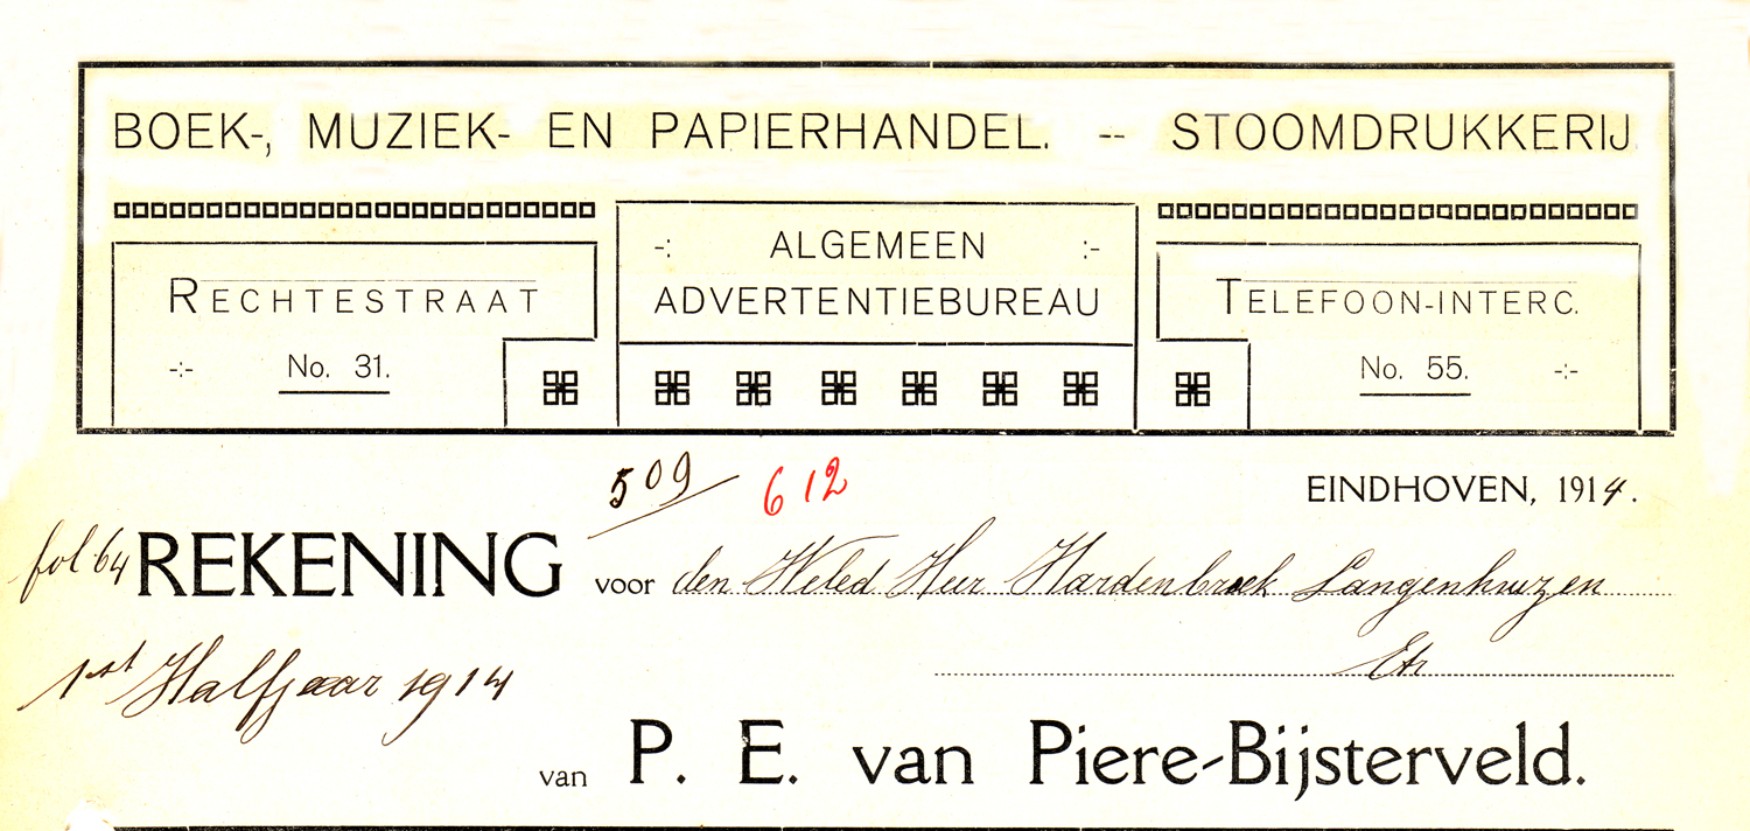 BOEK-, MUZIEK- EN PAPIERHANDEL. -- STOOMDRUKKERIJ.
-: ALGEMEEN :-
ADVERTENTIEBUREAU
RECHTESTRAAT
-:- No. 31.
TELEFOON-INTERC.
No. 55. -:-
509 612
EINDHOVEN, 1914.
fol 64 REKENING voor den Weled Heer Hardenbroek Langenhuizen
1st Halfjaar 1914
van P. E. van Piere-Bijsterveld.